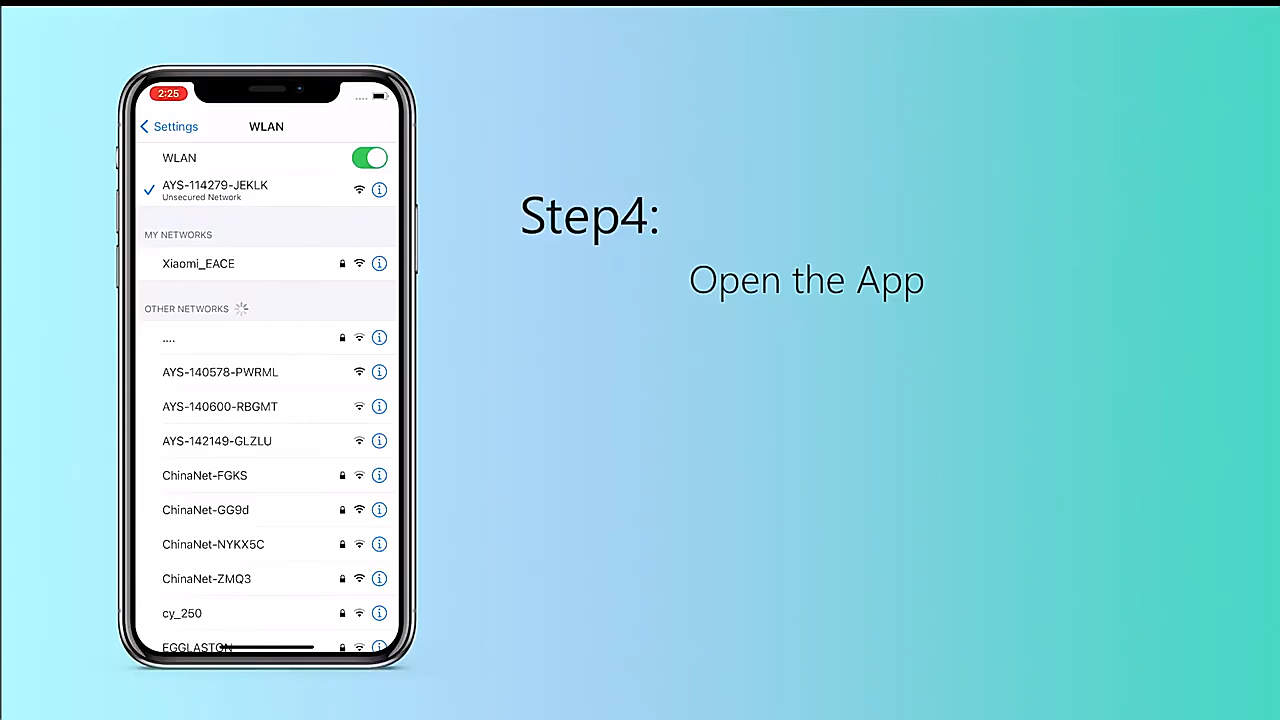 2:25
Settings
WLAN
WLAN
AYS-114279-JEKLK
Unsecured Network
MY NETWORKS
Xiaomi_EACE
OTHER NETWORKS
....
AYS-140578-PWRML
AYS-140600-RBGMT
AYS-142149-GLZLU
ChinaNet-FGKS
ChinaNet-GG9d
ChinaNet-NYKX5C
ChinaNet-ZMQ3
cy_250
EGGLASTON
Step4:
Open the App